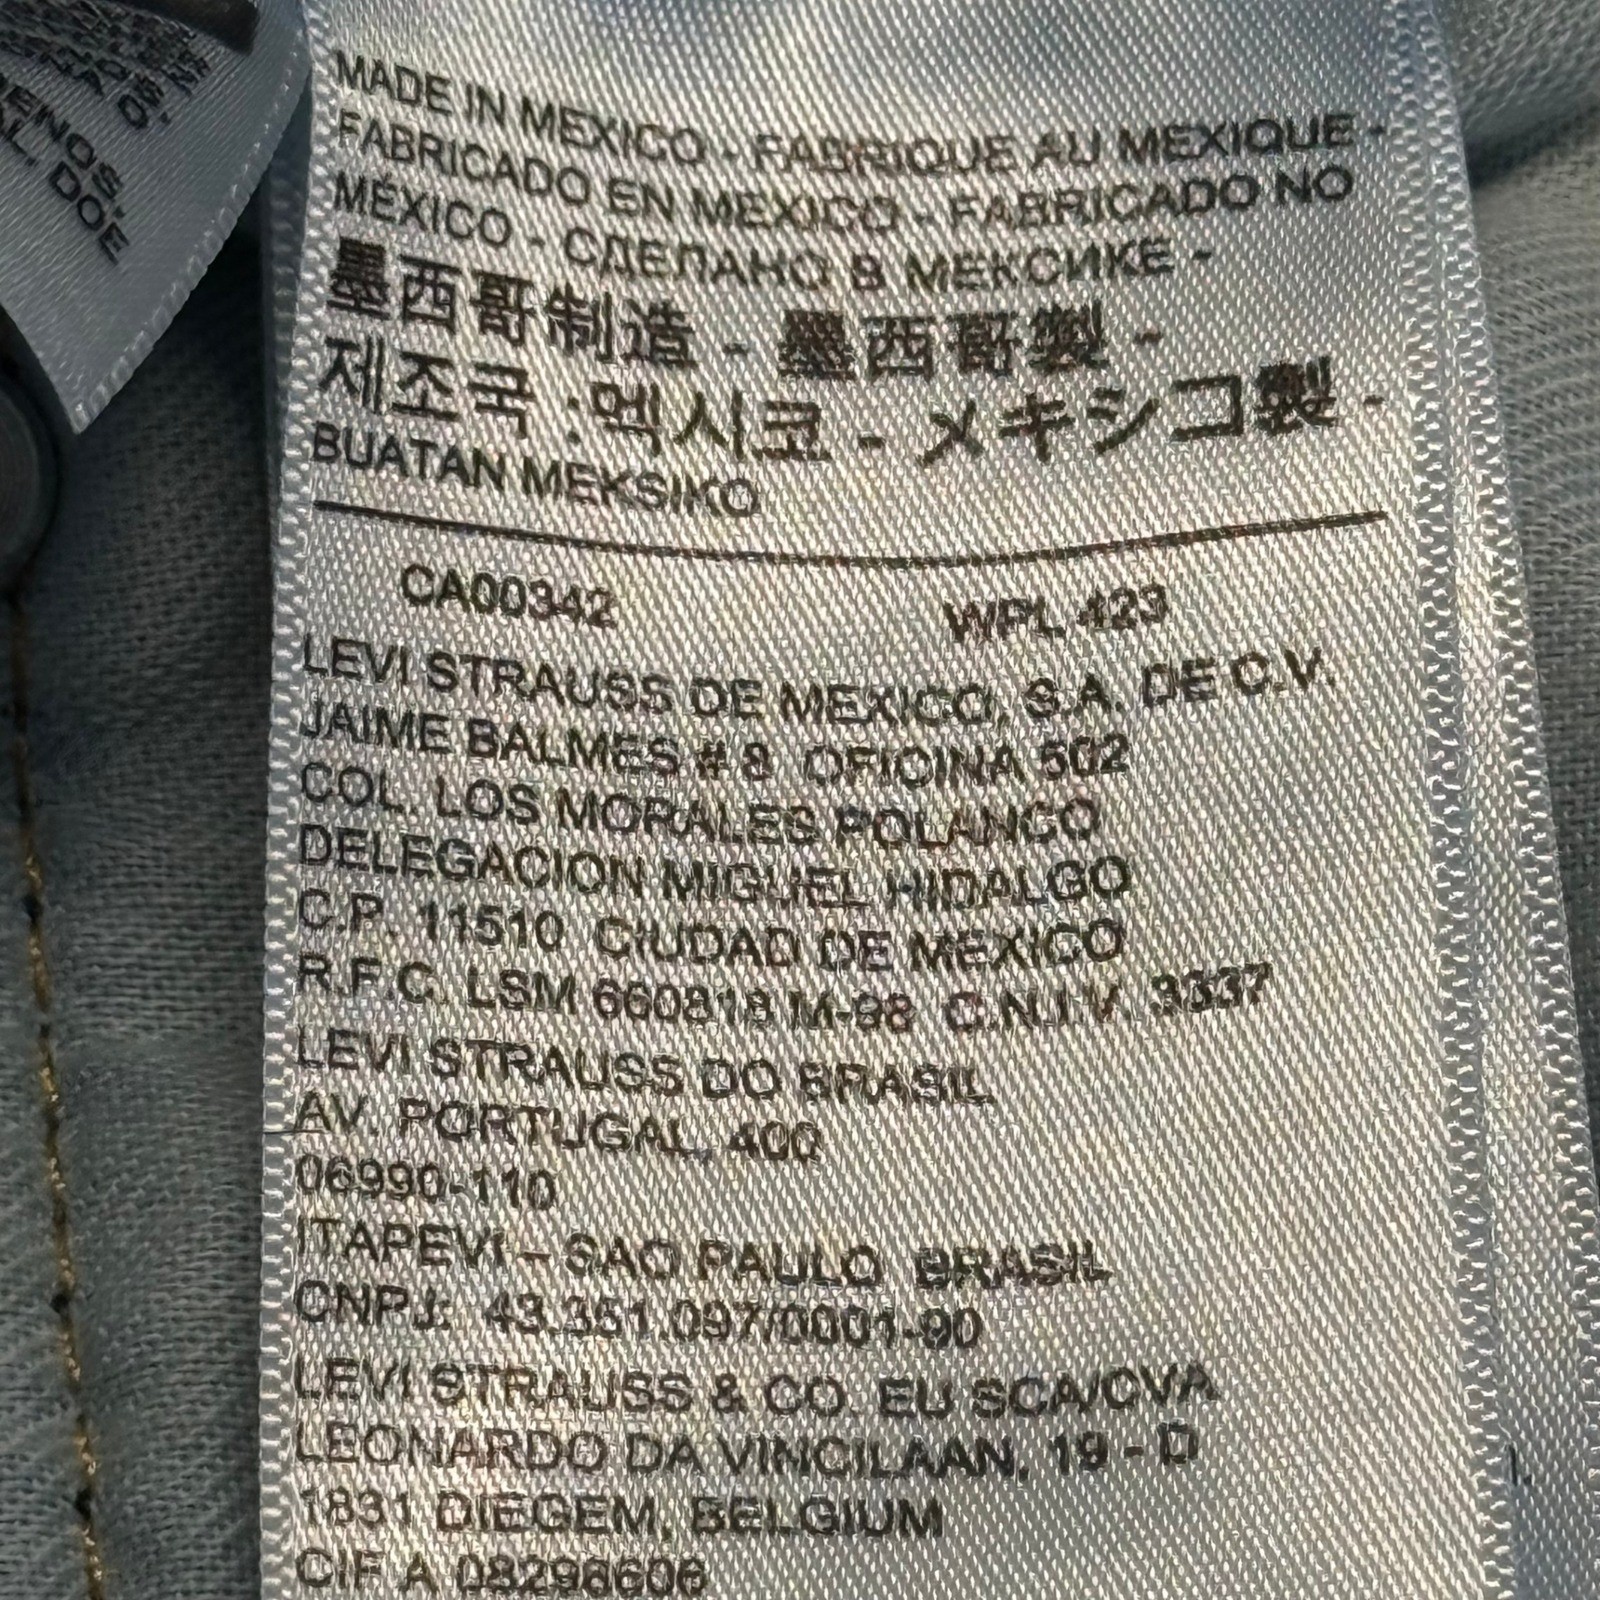 ENOS.
DOE
MADE IN MEXICO - FABRIQUE AU MEXIQUE -
FABRICADO EN MEXICO - FABRICADO NO
MÉXICO - СДЕЛАНО В МЕКСИКЕ -
墨西哥制造 - 墨西哥製 -
제조국 :멕시코 - メキシコ製 -
BUATAN MEKSIKO
CA00342 WPL 423
LEVI STRAUSS DE MEXICO, S.A. DE C.V.
JAIME BALMES # 8 OFICINA 502
COL. LOS MORALES POLANCO
DELEGACION MIGUEL HIDALGO
C.P. 11510 CIUDAD DE MEXICO
R.F.C. LSM 660818 M-98 C.N.I.V. 3337
LEVI STRAUSS DO BRASIL
AV. PORTUGAL, 400
06990-110
ITAPEVI – SAO PAULO BRASIL
CNPJ: 43.351.097/0001-90
LEVI STRAUSS & CO. EU SCA/CVA
LEONARDO DA VINCILAAN, 19 - D
1831 DIEGEM, BELGIUM
CIF A 08298606